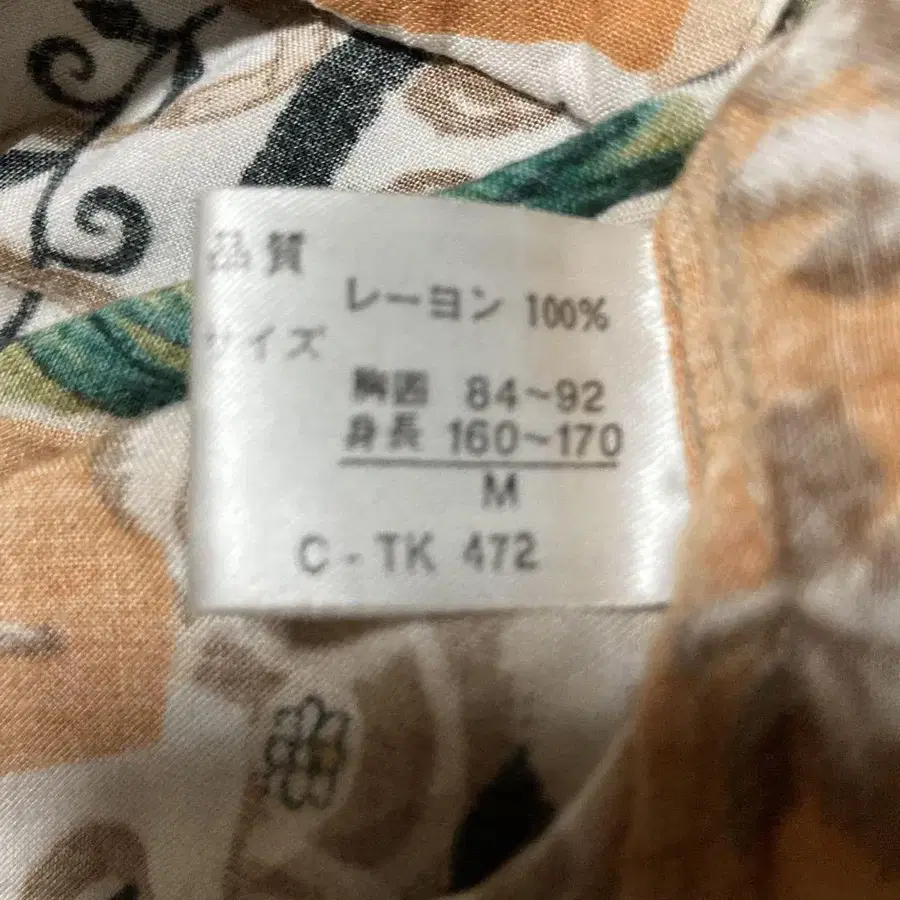 品質
レーヨン 100%
サイズ
胸囲 84~92
身長 160~170
M
C - TK 472